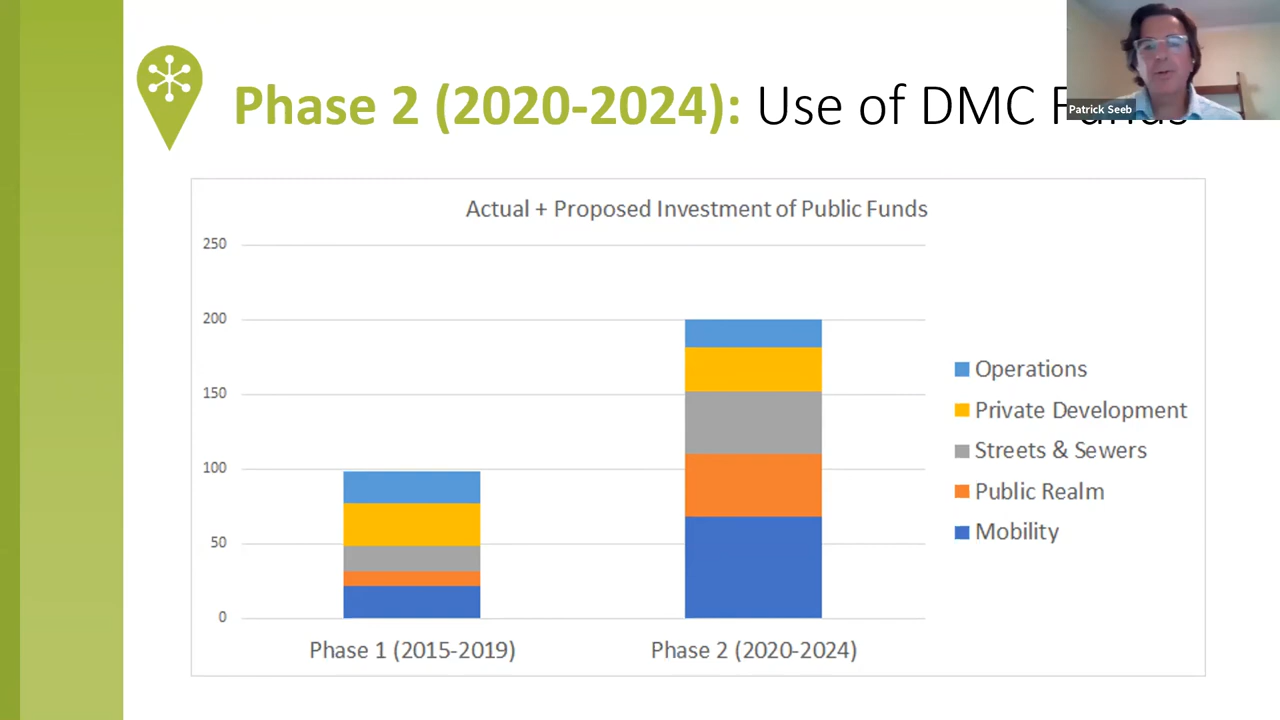 Phase 2 (2020-2024): Use of DMC Funds
Patrick Seeb
Actual + Proposed Investment of Public Funds
250
200
150
100
50
0
Phase 1 (2015-2019)
Phase 2 (2020-2024)
Operations
Private Development
Streets & Sewers
Public Realm
Mobility